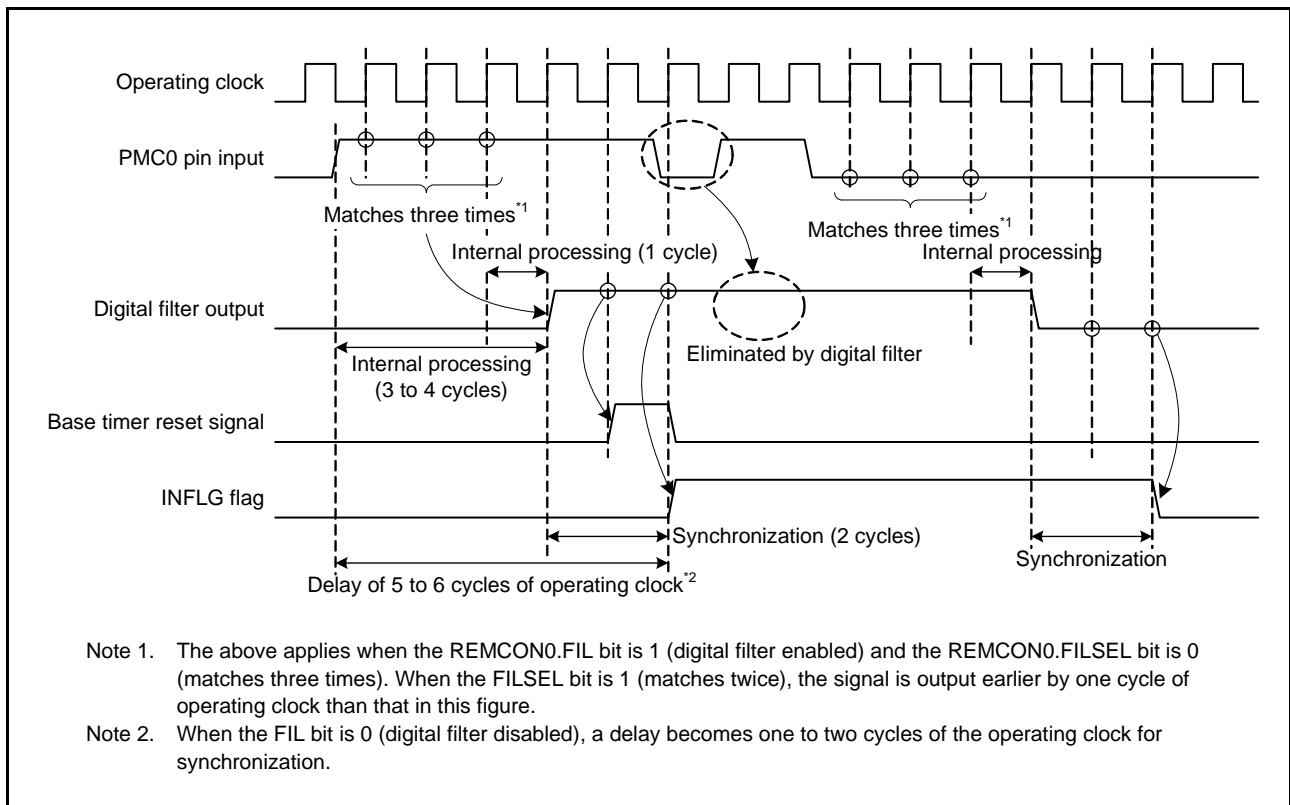 Operating clock
PMC0 pin input
Matches three times*1
Matches three times*1
Internal processing (1 cycle)
Internal processing
Digital filter output
Eliminated by digital filter
Internal processing
(3 to 4 cycles)
Base timer reset signal
INFLG flag
Synchronization (2 cycles)
Synchronization
Delay of 5 to 6 cycles of operating clock*2
Note 1. The above applies when the REMCON0.FIL bit is 1 (digital filter enabled) and the REMCON0.FILSEL bit is 0
(matches three times). When the FILSEL bit is 1 (matches twice), the signal is output earlier by one cycle of
operating clock than that in this figure.
Note 2. When the FIL bit is 0 (digital filter disabled), a delay becomes one to two cycles of the operating clock for
synchronization.